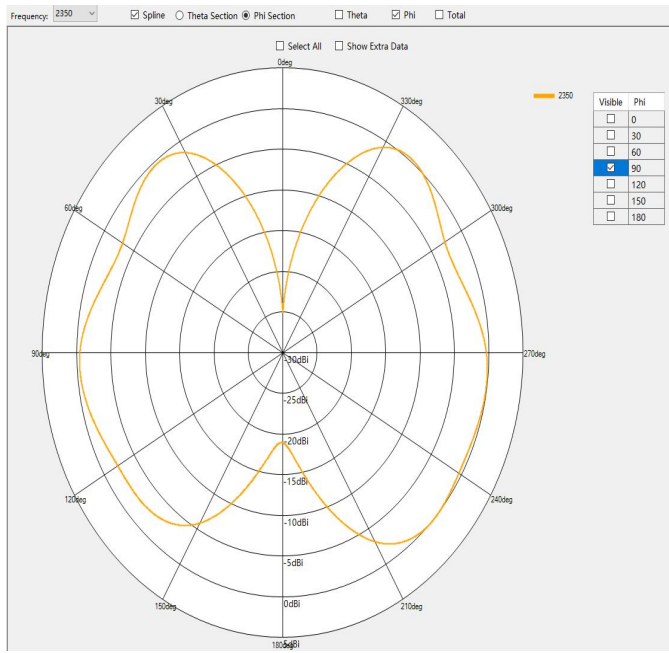 Frequency: 2350 Spline Theta Section Phi Section Theta Phi Total
Select All Show Extra Data
0deg
30deg
330deg
2350
Visible Phi
0
30
60
90
120
150
180
60deg
300deg
90deg
270deg
-30dBi
-25dBi
-20dBi
-15dBi
-10dBi
-5dBi
0dBi
5dBi
120deg
240deg
150deg
210deg
180deg